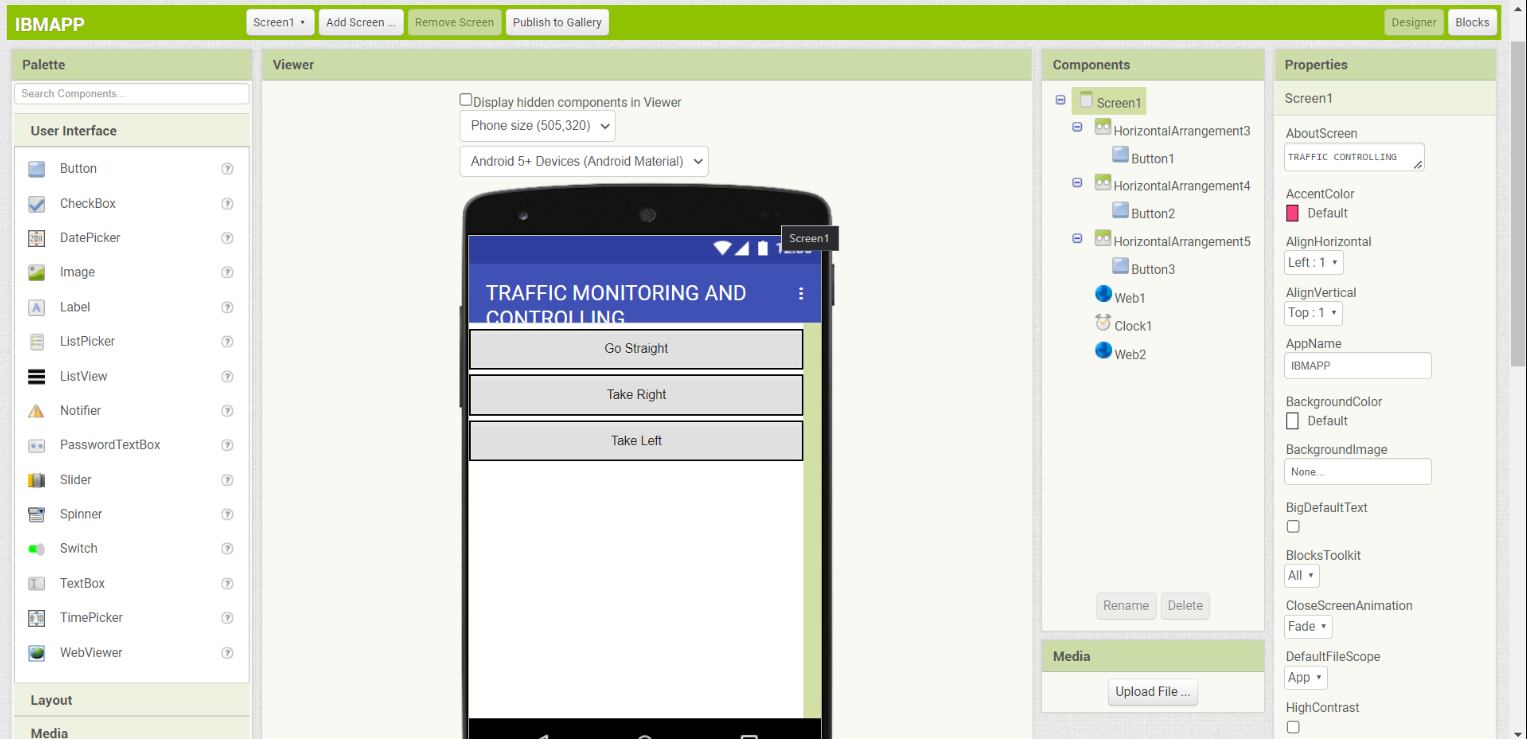 IBMAPP
Screen1
Add Screen ...
Remove Screen
Publish to Gallery
Designer
Blocks
Palette
Search Components...
User Interface
Button
CheckBox
DatePicker
Image
Label
ListPicker
ListView
Notifier
PasswordTextBox
Slider
Spinner
Switch
TextBox
TimePicker
WebViewer
Layout
Media
Viewer
Display hidden components in Viewer
Phone size (505,320)
Android 5+ Devices (Android Material)
Screen1
TRAFFIC MONITORING AND
CONTROLLING
Go Straight
Take Right
Take Left
Components
Screen1
HorizontalArrangement3
Button1
HorizontalArrangement4
Button2
HorizontalArrangement5
Button3
Web1
Clock1
Web2
Rename
Delete
Media
Upload File ...
Properties
Screen1
AboutScreen
TRAFFIC CONTROLLING
AccentColor
Default
AlignHorizontal
Left : 1
AlignVertical
Top : 1
AppName
IBMAPP
BackgroundColor
Default
BackgroundImage
None...
BigDefaultText
BlocksToolkit
All
CloseScreenAnimation
Fade
DefaultFileScope
App
HighContrast